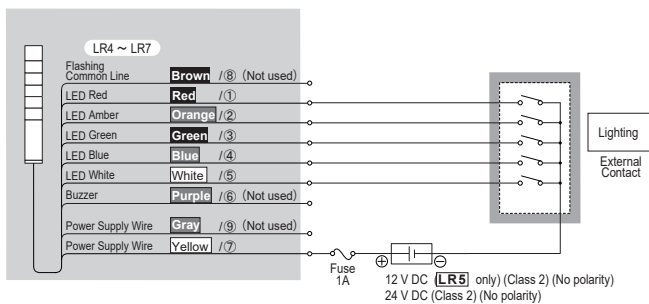 LR4 ～ LR7
Flashing
Common Line Brown /⑧ (Not used)
LED Red Red /①
LED Amber Orange /②
LED Green Green /③
LED Blue Blue /④
LED White White /⑤
Buzzer Purple /⑥ (Not used)
Power Supply Wire Gray /⑨ (Not used)
Power Supply Wire Yellow /⑦
Lighting
External
Contact
⊕ ⊖
Fuse
1A
12 V DC (LR5 only) (Class 2) (No polarity)
24 V DC (Class 2) (No polarity)